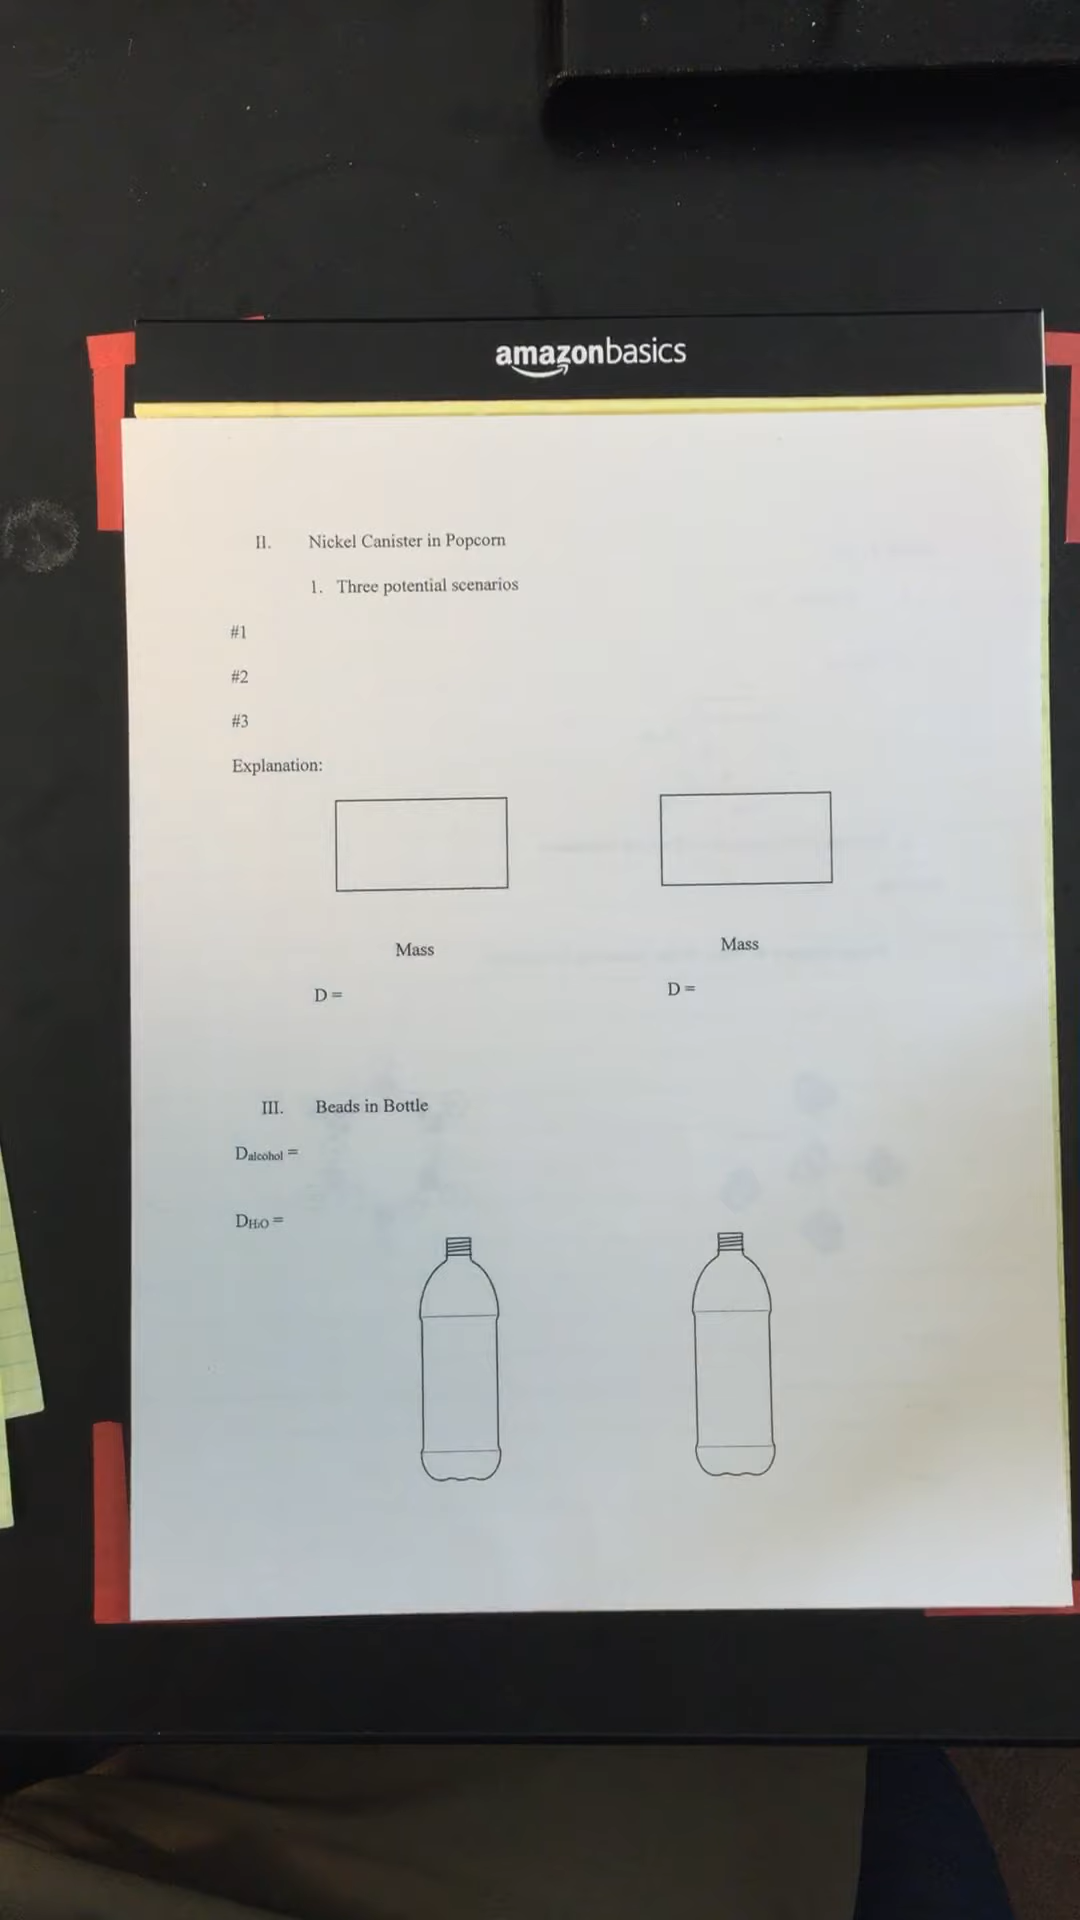 amazonbasics
II. Nickel Canister in Popcorn
1. Three potential scenarios
#1
#2
#3
Explanation:
Mass Mass
D = D =
III. Beads in Bottle
Dalcohol =
DH₂O =